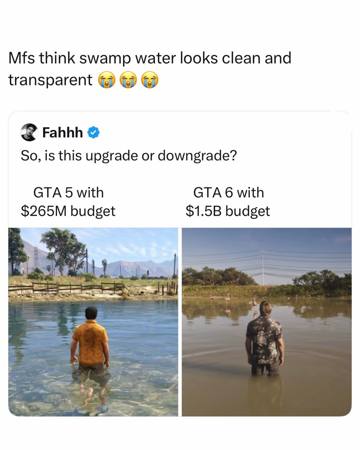 Mfs think swamp water looks clean and
transparent 😭😭😭
Fahhh
So, is this upgrade or downgrade?
GTA 5 with
$265M budget
GTA 6 with
$1.5B budget